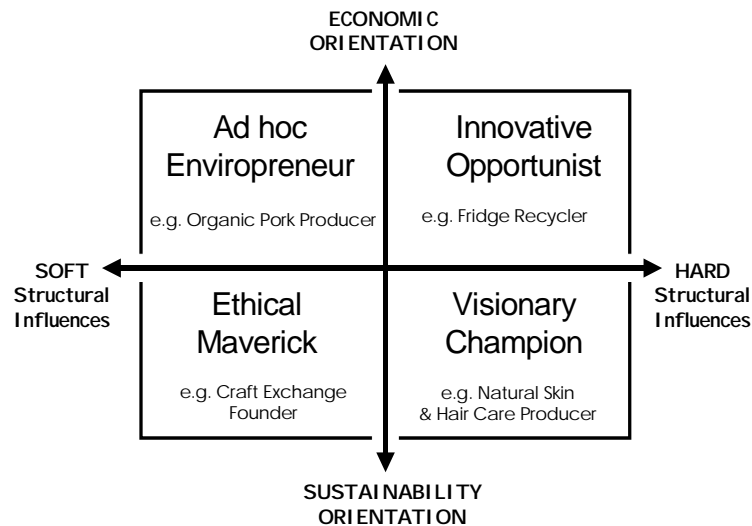 ECONOMIC
ORIENTATION
Ad hoc
Enviropreneur
e.g. Organic Pork Producer
Innovative
Opportunist
e.g. Fridge Recycler
SOFT
Structural
Influences
HARD
Structural
Influences
Ethical
Maverick
e.g. Craft Exchange
Founder
Visionary
Champion
e.g. Natural Skin
& Hair Care Producer
SUSTAINABILITY
ORIENTATION